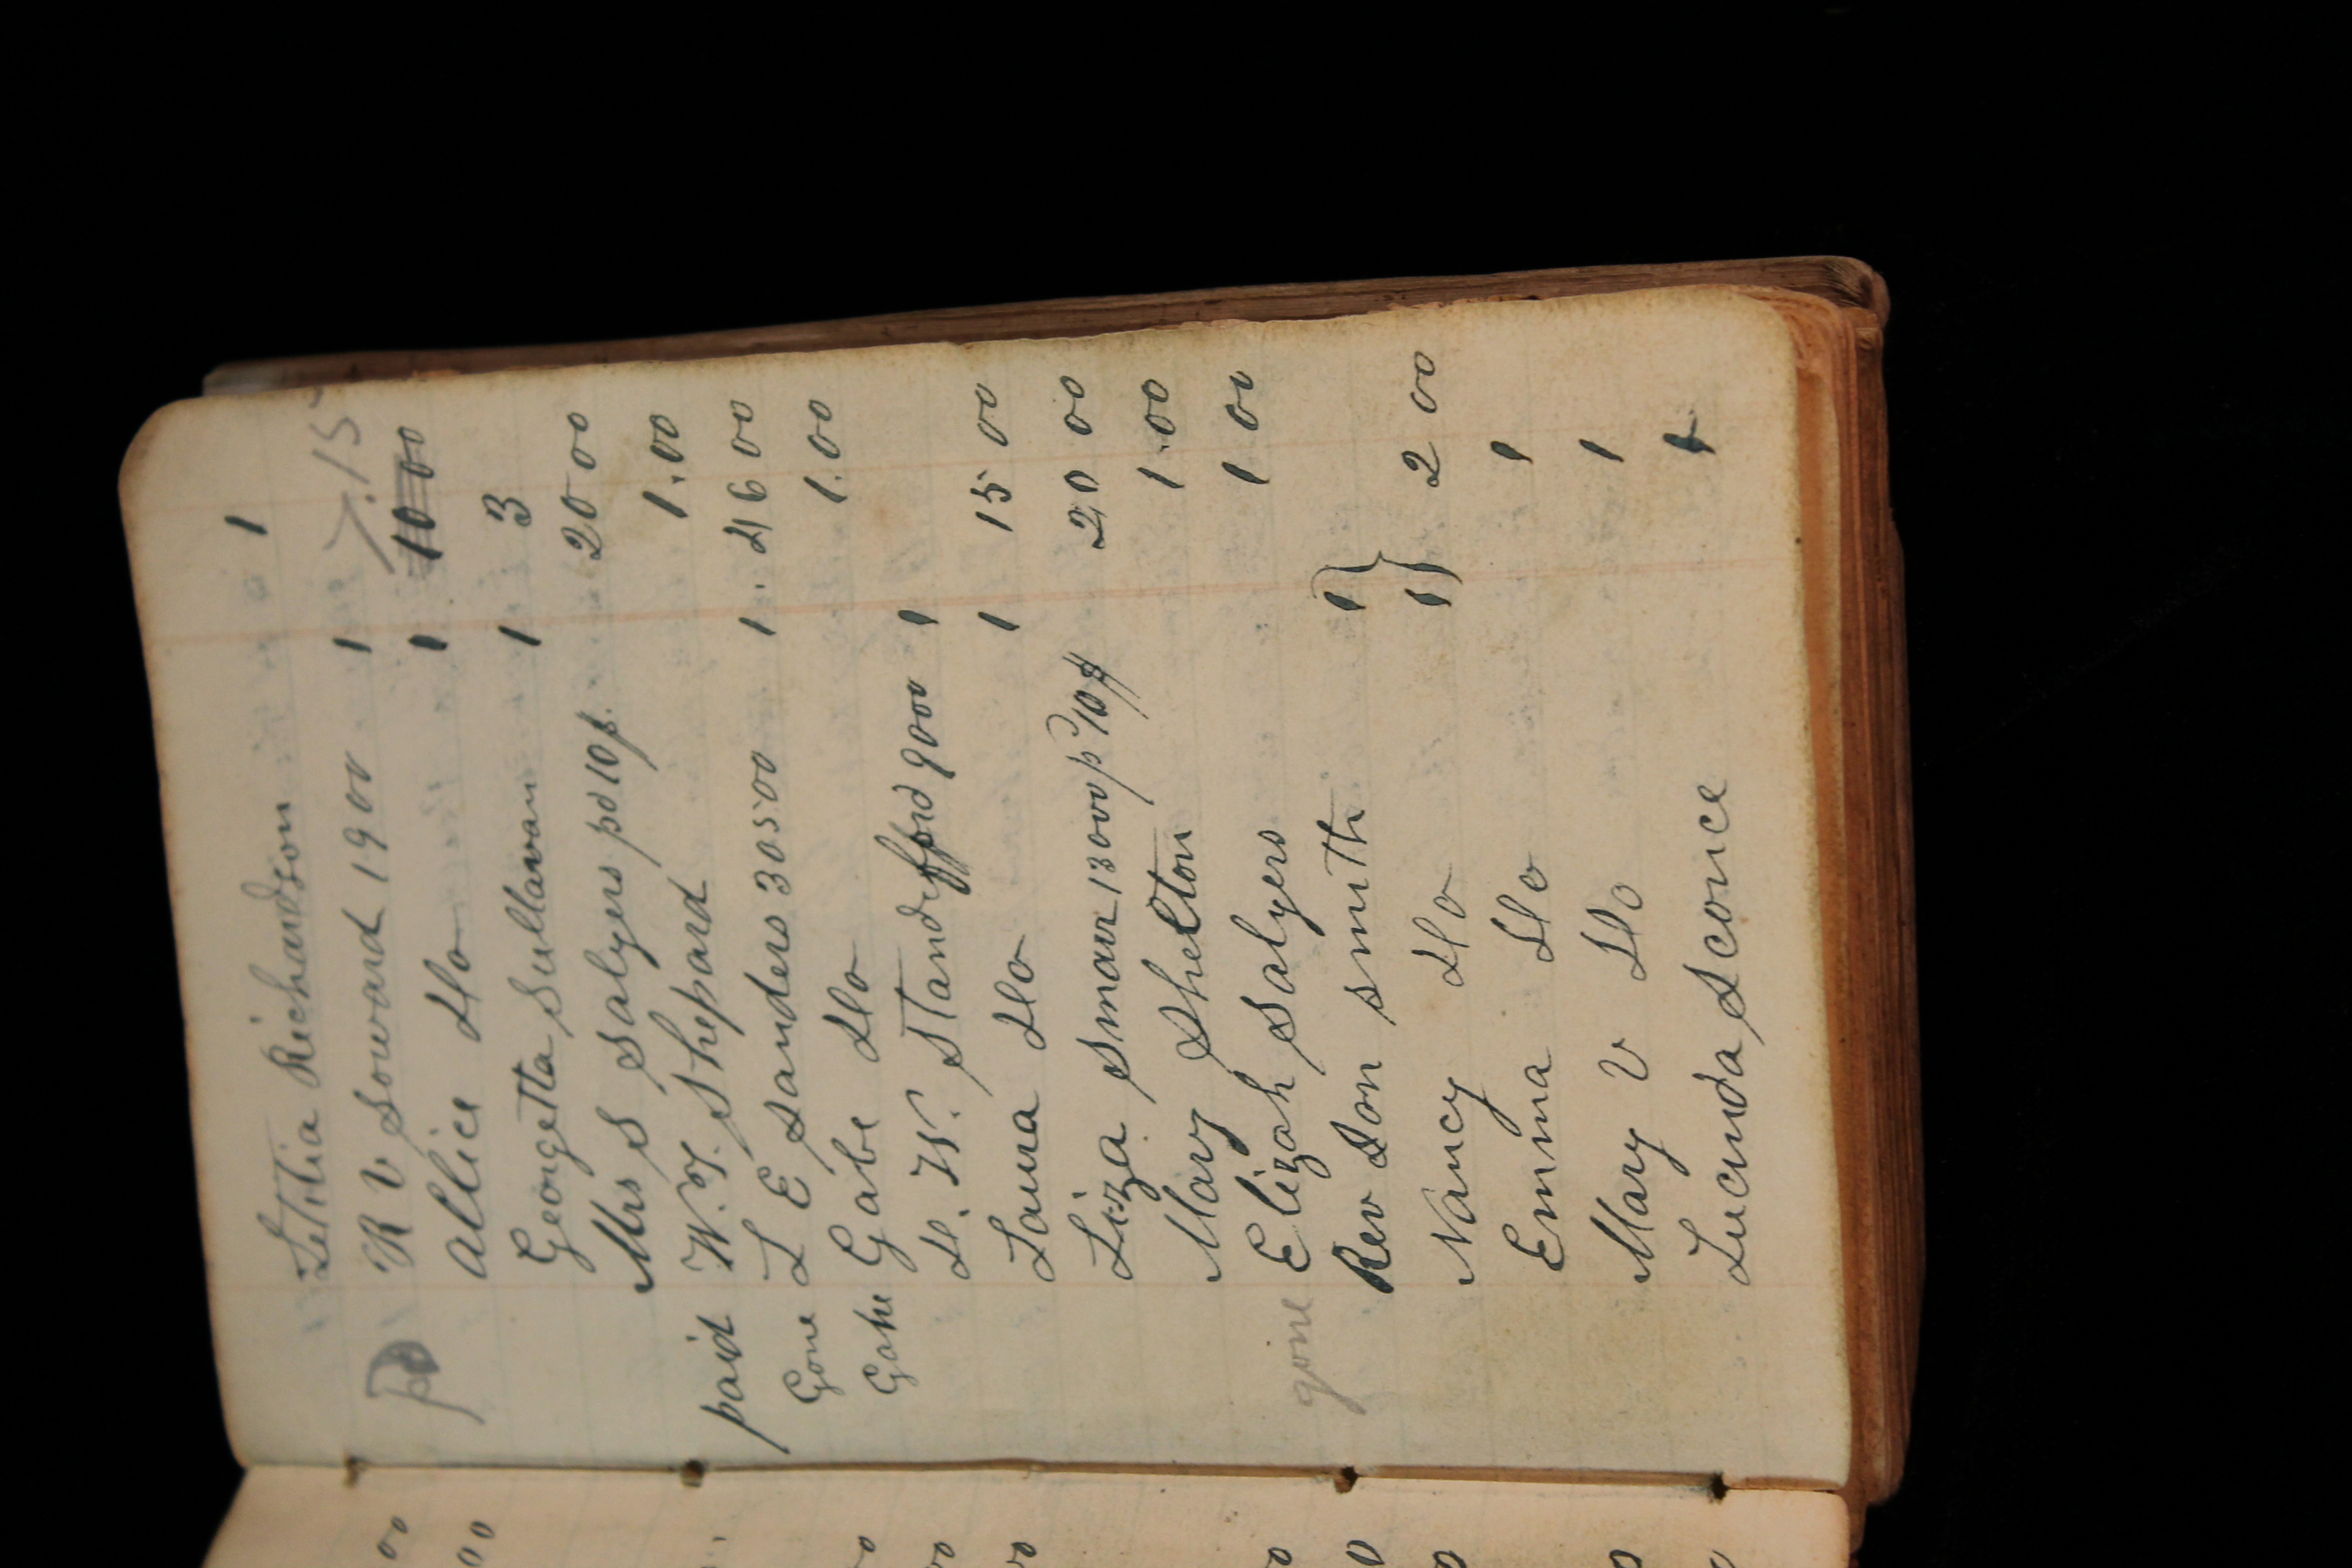 Letitia Richardson 1
pd R V Soward 1900 1 7.15
Allice Do 1 10 00
Georgetta Sullavan 1 3
Mrs S Salyers pd 10 $. 20 00
paid W.T. Shepard 1.00
Gone L E Sanders 30500 1. 46 00
Gone Gabe Do 1.00
D. W. Standifford 9000 1
Laura Do 1 15 00
Liza Smarr 13000 pd 10 $ 20 00
Mary Shelton 1.00
gone Elizah Salyers 1 00
Rev Don Smith 1
Nancy Do 1 2 00
Emma Do 1
Mary V Do 1
Lucinda Sconce 1